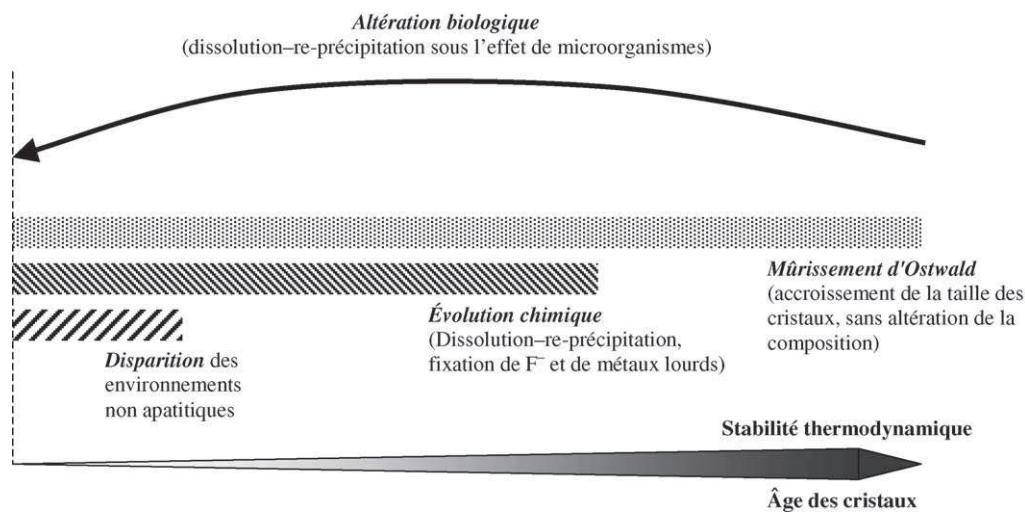 Altération biologique
(dissolution–re-précipitation sous l'effet de microorganismes)
Mûrissement d'Ostwald
(accroissement de la taille des
cristaux, sans altération de la
composition)
Évolution chimique
(Dissolution–re-précipitation,
fixation de F⁻ et de métaux lourds)
Disparition des
environnements
non apatitiques
Stabilité thermodynamique
Âge des cristaux